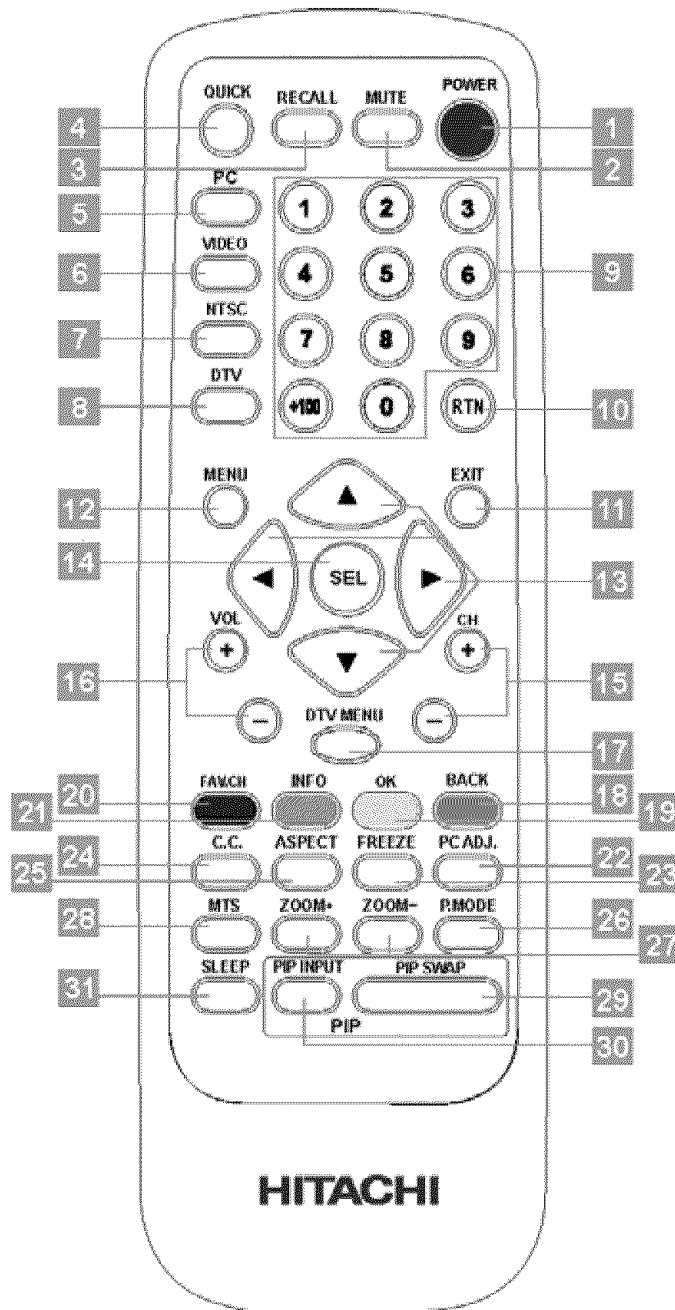 QUICK RECALL MUTE POWER
4 1
3 2
PC
5 1 2 3
VIDEO
6 4 5 6 9
NTSC
7 7 8 9
DTV
8 +100 0 RTN 10
MENU EXIT
12 11
14 SEL 13
VOL CH
+ +
16 15
- -
DTV MENU
17
FAV.CH INFO OK BACK
20 18
21 19
C.C. ASPECT FREEZE PC ADJ.
24 22
25 23
MTS ZOOM+ ZOOM- P.MODE
28 26
27
SLEEP PIP INPUT PIP SWAP
31 29
PIP
30
HITACHI